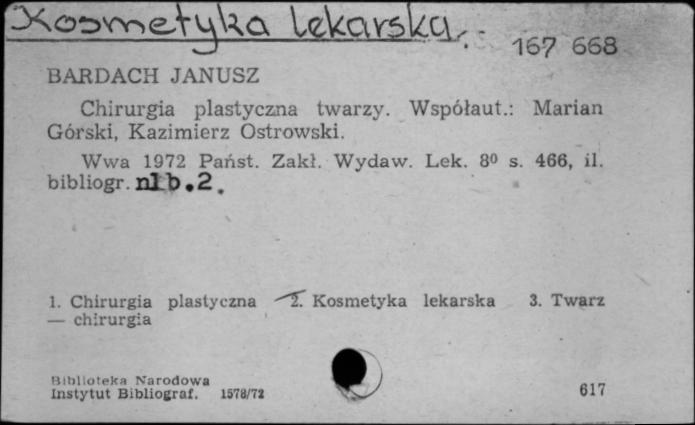 Kosmetyka lekarska.
167 668
BARDACH JANUSZ
Chirurgia plastyczna twarzy. Współaut.: Marian
Górski, Kazimierz Ostrowski.
Wwa 1972 Państ. Zakł. Wydaw. Lek. 8⁰ s. 466, il.
bibliogr. nlb.2.
1. Chirurgia plastyczna 2. Kosmetyka lekarska 3. Twarz
— chirurgia
Biblioteka Narodowa
Instytut Bibliograf. 1578/72
617